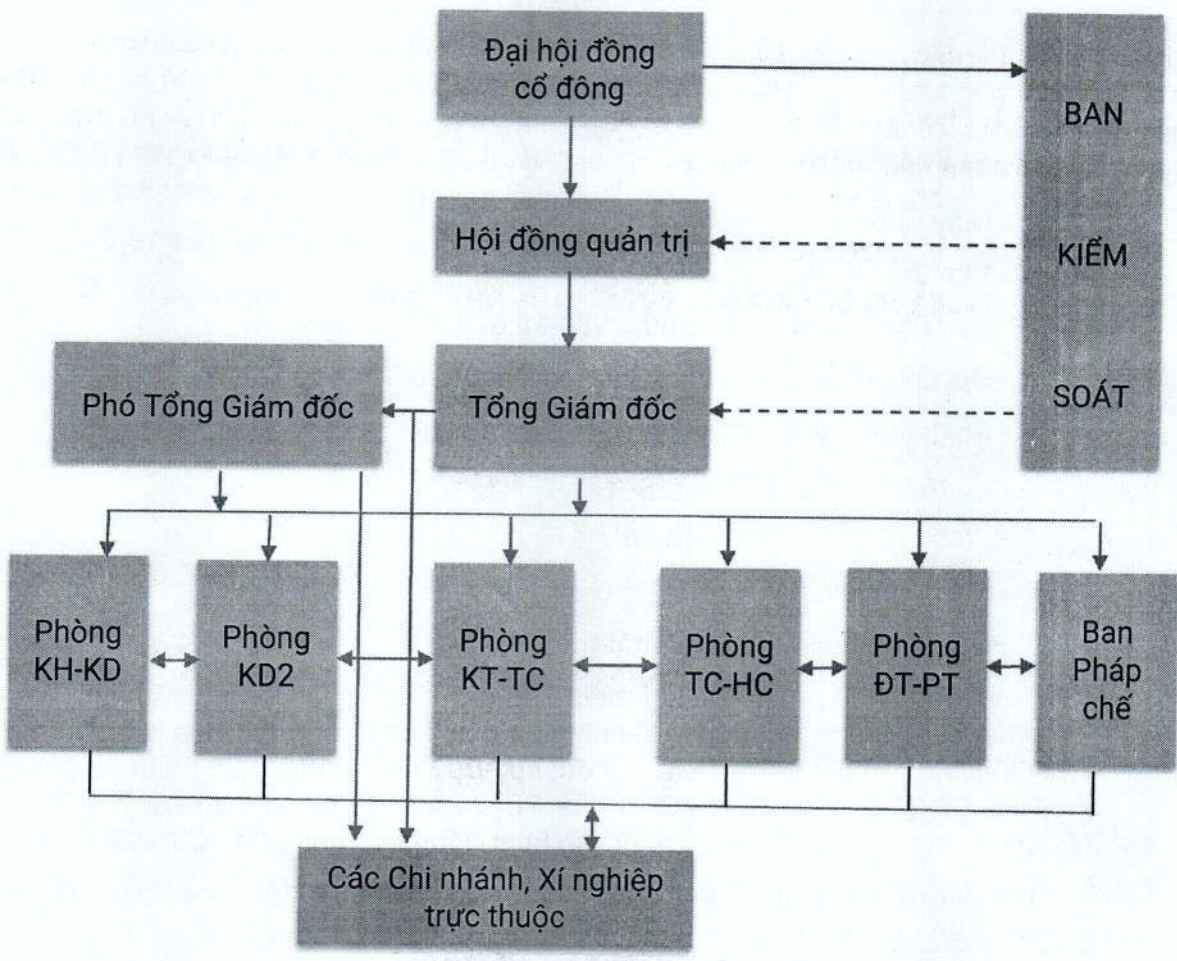 Đại hội đồng
cổ đông
BAN
KIỂM
SOÁT
Hội đồng quản trị
Phó Tổng Giám đốc
Tổng Giám đốc
Phòng
KH-KD
Phòng
KD2
Phòng
KT-TC
Phòng
TC-HC
Phòng
ĐT-PT
Ban
Pháp
chế
Các Chi nhánh, Xí nghiệp
trực thuộc